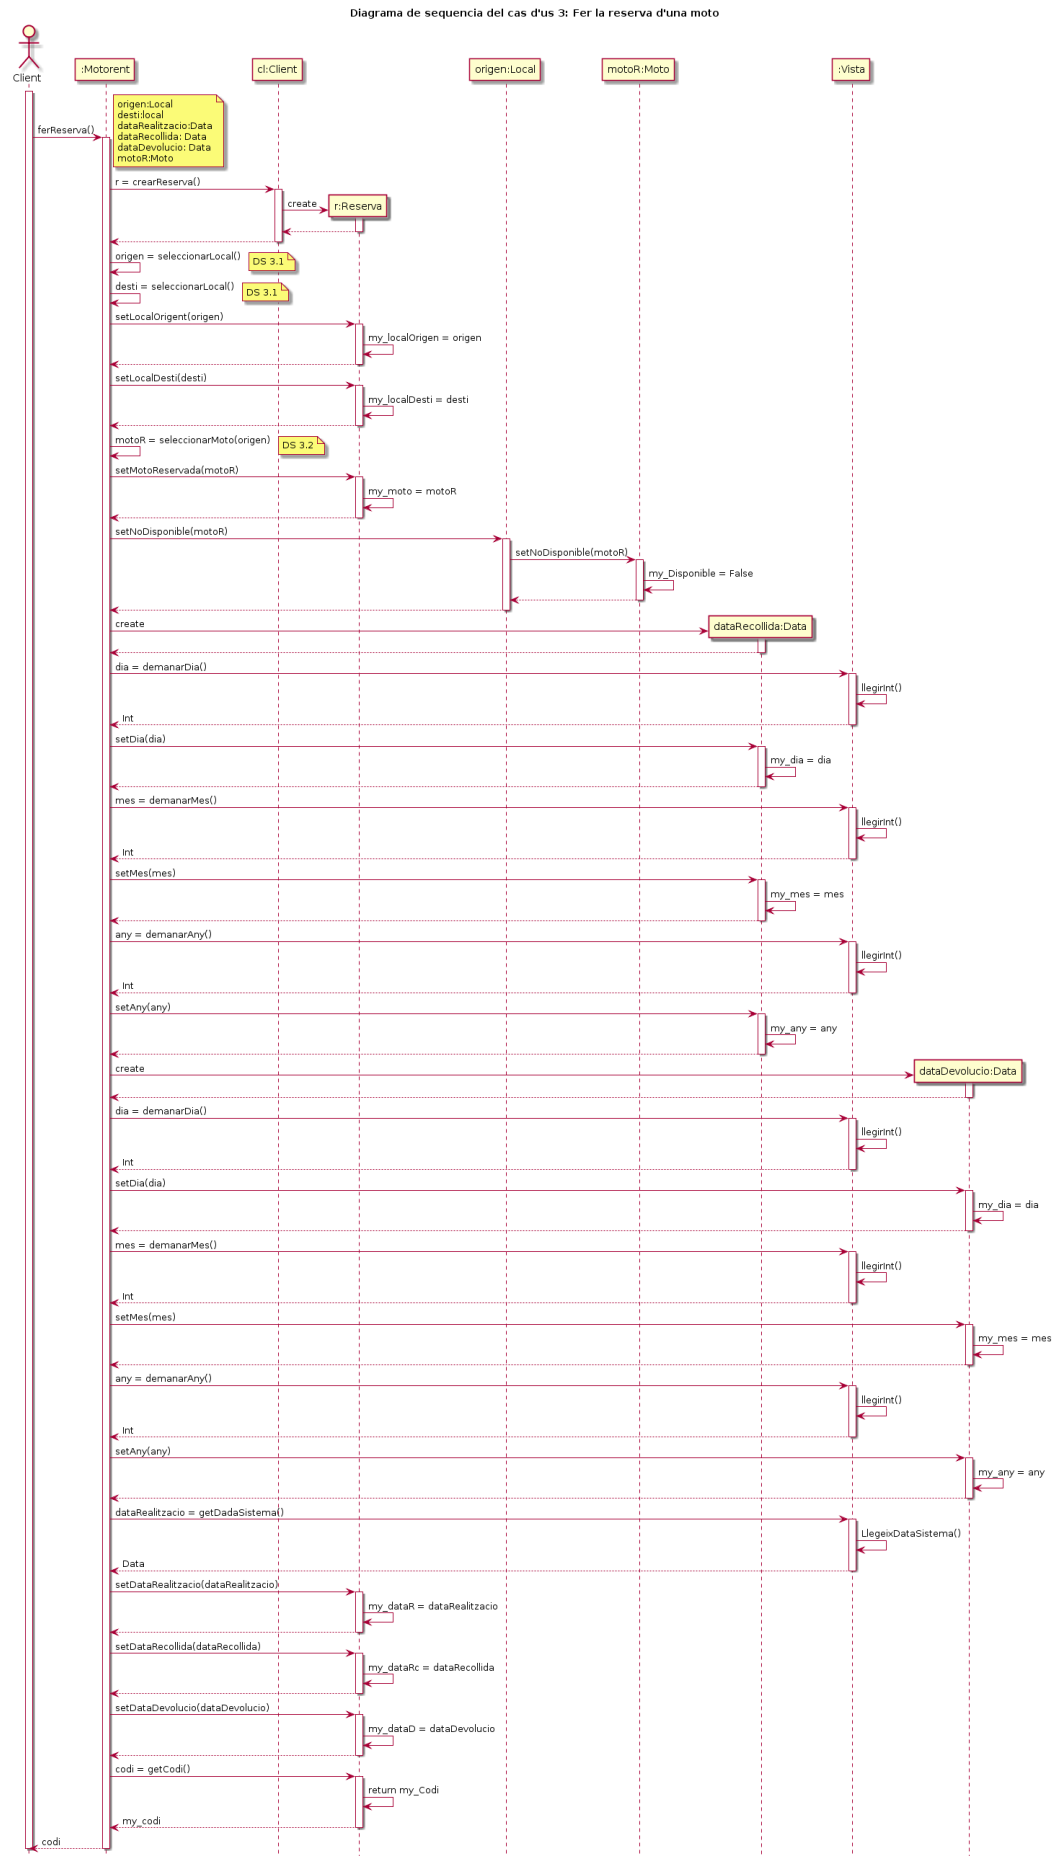 Diagrama de sequencia del cas d'us 3: Fer la reserva d'una moto
Client
:Motorent
cl:Client
origen:Local
motoR:Moto
:Vista
origen:Local
desti:local
dataRealitzacio:Data
dataRecollida: Data
dataDevolucio: Data
motoR:Moto
ferReserva()
r = crearReserva()
create
r:Reserva
origen = seleccionarLocal()
DS 3.1
desti = seleccionarLocal()
DS 3.1
setLocalOrigent(origen)
my_localOrigen = origen
setLocalDesti(desti)
my_localDesti = desti
motoR = seleccionarMoto(origen)
DS 3.2
setMotoReservada(motoR)
my_moto = motoR
setNoDisponible(motoR)
setNoDisponible(motoR)
my_Disponible = False
create
dataRecollida:Data
dia = demanarDia()
llegirInt()
Int
setDia(dia)
my_dia = dia
mes = demanarMes()
llegirInt()
Int
setMes(mes)
my_mes = mes
any = demanarAny()
llegirInt()
Int
setAny(any)
my_any = any
create
dataDevolucio:Data
dia = demanarDia()
llegirInt()
Int
setDia(dia)
my_dia = dia
mes = demanarMes()
llegirInt()
Int
setMes(mes)
my_mes = mes
any = demanarAny()
llegirInt()
Int
setAny(any)
my_any = any
dataRealitzacio = getDadaSistema()
LlegeixDataSistema()
Data
setDataRealitzacio(dataRealitzacio)
my_dataR = dataRealitzacio
setDataRecollida(dataRecollida)
my_dataRc = dataRecollida
setDataDevolucio(dataDevolucio)
my_dataD = dataDevolucio
codi = getCodi()
return my_Codi
my_codi
codi